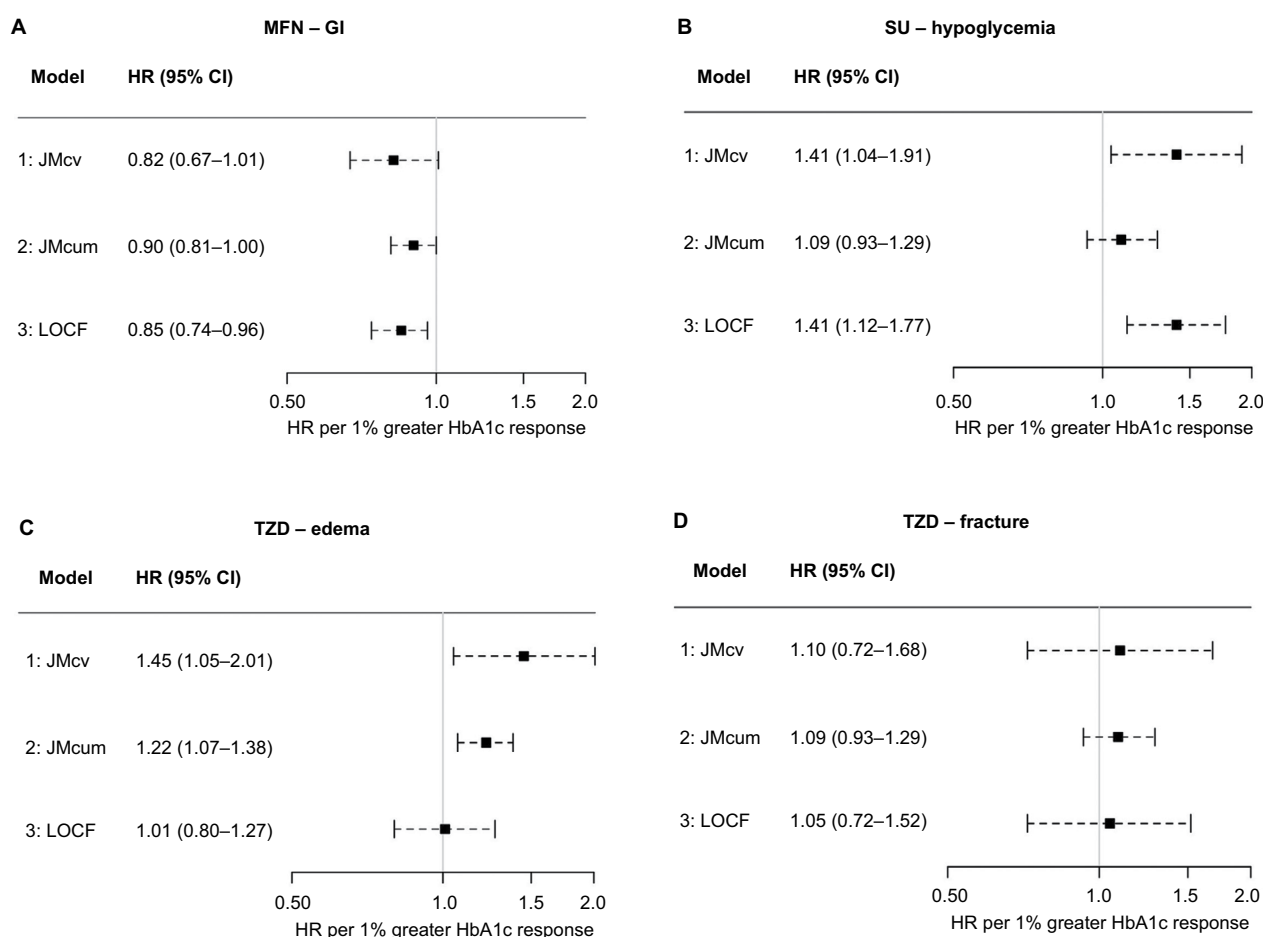 A MFN – GI
Model HR (95% CI)
1: JMcv 0.82 (0.67–1.01)
2: JMcum 0.90 (0.81–1.00)
3: LOCF 0.85 (0.74–0.96)
0.50 1.0 1.5 2.0
HR per 1% greater HbA1c response
B SU – hypoglycemia
Model HR (95% CI)
1: JMcv 1.41 (1.04–1.91)
2: JMcum 1.09 (0.93–1.29)
3: LOCF 1.41 (1.12–1.77)
0.50 1.0 1.5 2.0
HR per 1% greater HbA1c response
C TZD – edema
Model HR (95% CI)
1: JMcv 1.45 (1.05–2.01)
2: JMcum 1.22 (1.07–1.38)
3: LOCF 1.01 (0.80–1.27)
0.50 1.0 1.5 2.0
HR per 1% greater HbA1c response
D TZD – fracture
Model HR (95% CI)
1: JMcv 1.10 (0.72–1.68)
2: JMcum 1.09 (0.93–1.29)
3: LOCF 1.05 (0.72–1.52)
0.50 1.0 1.5 2.0
HR per 1% greater HbA1c response